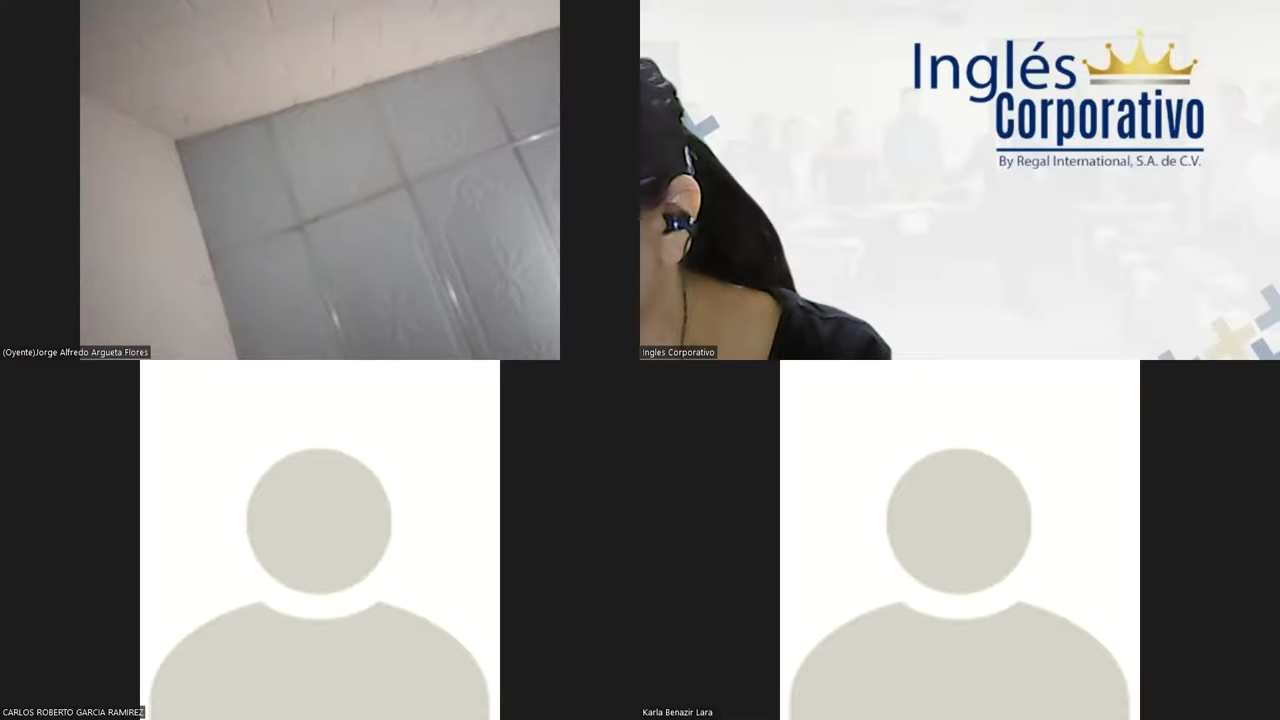 Inglés
Corporativo
By Regal International, S.A. de C.V.
(Oyente)Jorge Alfredo Argueta Flores
Ingles Corporativo
CARLOS ROBERTO GARCIA RAMIREZ
Karla Benazir Lara